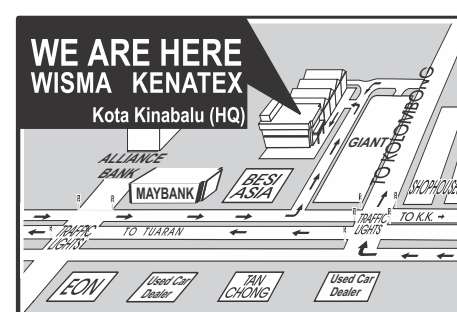 WE ARE HERE
WISMA KENATEX
Kota Kinabalu (HQ)
ALLIANCE
BANK
MAYBANK
BESI
ASIA
GIANT
TO KOLOMBONG
SHOPHOUSE
TRAFFIC
LIGHTS
TO TUARAN
TRAFFIC
LIGHTS
TO K.K.
EON
Used Car
Dealer
TAN
CHONG
Used Car
Dealer